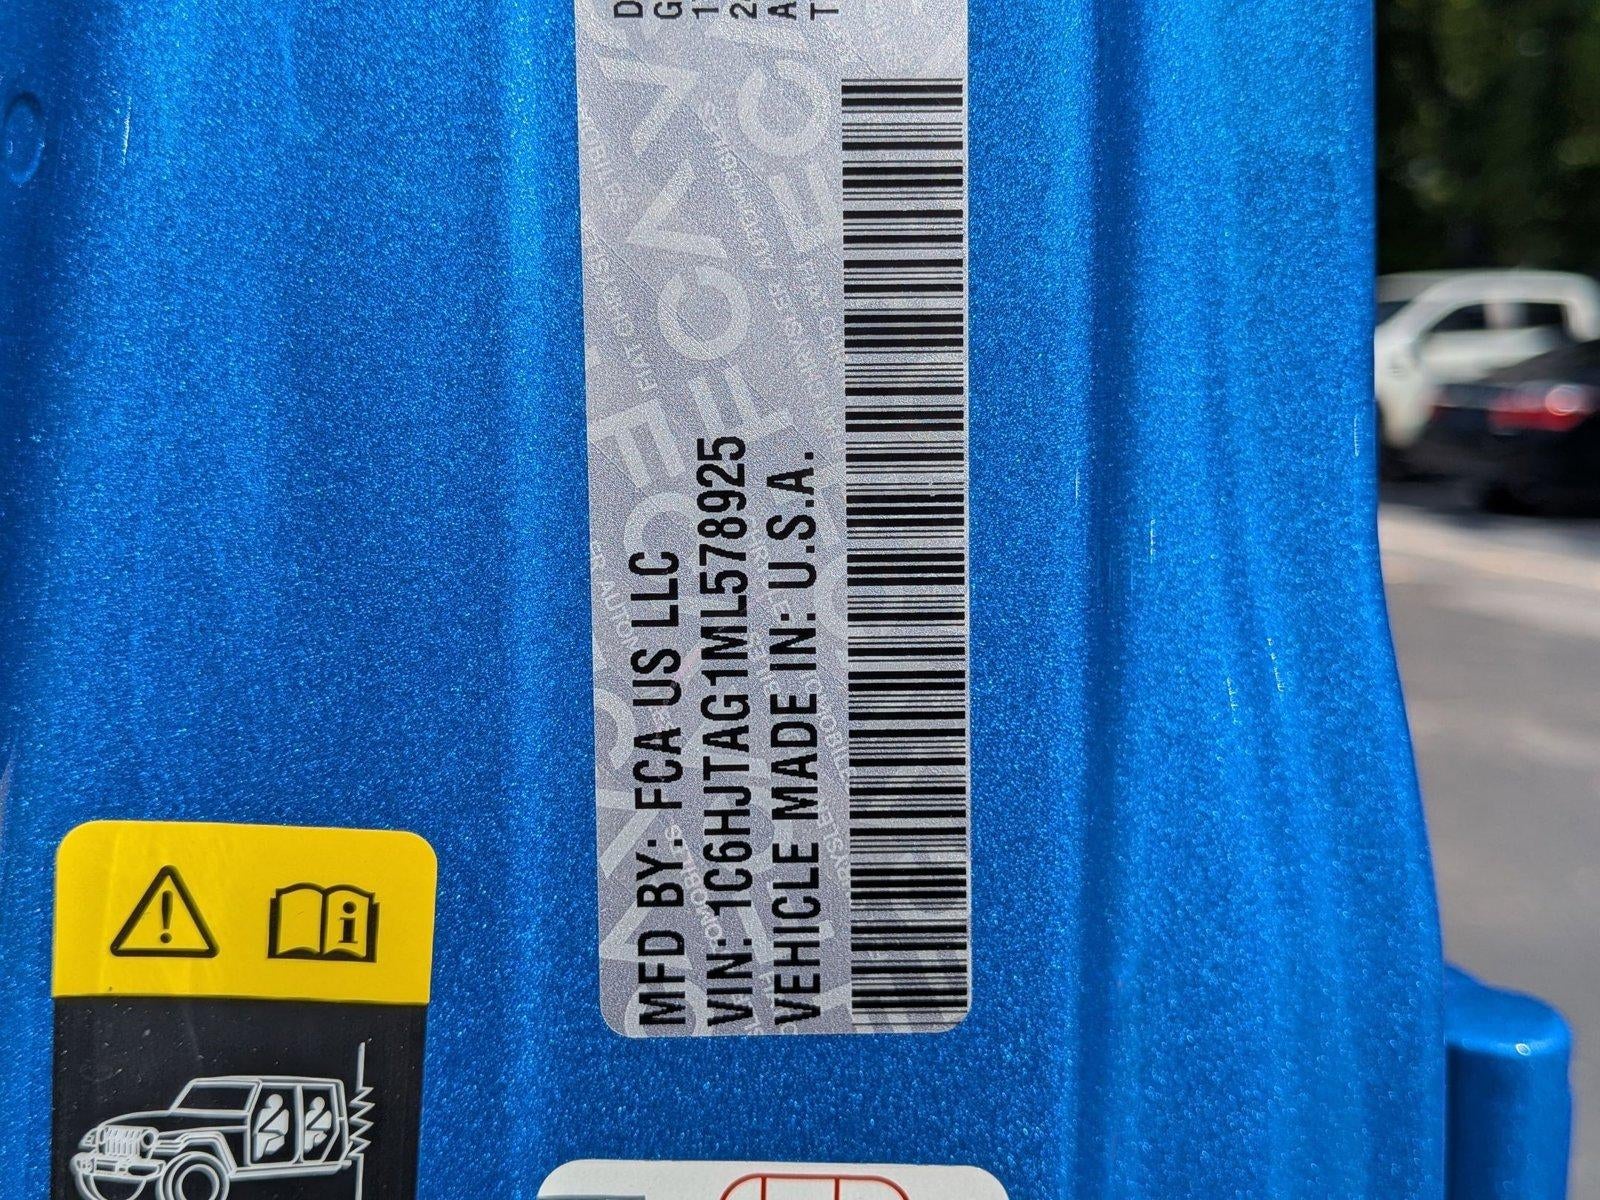 MFD BY: FCA US LLC
VIN: 1C6HJTAG1ML578925
VEHICLE MADE IN: U.S.A.